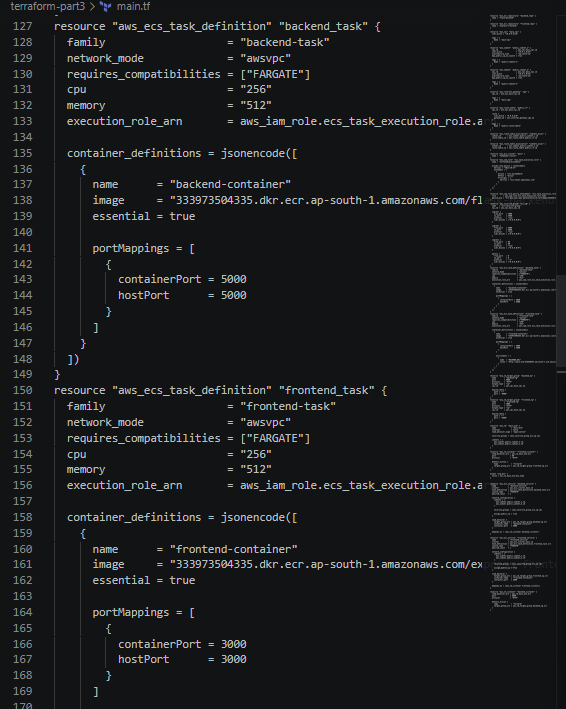 terraform-part3 > main.tf
127 resource "aws_ecs_task_definition" "backend_task" {
128   family                   = "backend-task"
129   network_mode             = "awsvpc"
130   requires_compatibilities = ["FARGATE"]
131   cpu                      = "256"
132   memory                   = "512"
133   execution_role_arn       = aws_iam_role.ecs_task_execution_role.a
134
135   container_definitions = jsonencode([
136     {
137       name      = "backend-container"
138       image     = "333973504335.dkr.ecr.ap-south-1.amazonaws.com/fl
139       essential = true
140
141       portMappings = [
142         {
143           containerPort = 5000
144           hostPort      = 5000
145         }
146       ]
147     }
148   ])
149 }
150 resource "aws_ecs_task_definition" "frontend_task" {
151   family                   = "frontend-task"
152   network_mode             = "awsvpc"
153   requires_compatibilities = ["FARGATE"]
154   cpu                      = "256"
155   memory                   = "512"
156   execution_role_arn       = aws_iam_role.ecs_task_execution_role.a
157
158   container_definitions = jsonencode([
159     {
160       name      = "frontend-container"
161       image     = "333973504335.dkr.ecr.ap-south-1.amazonaws.com/exp
162       essential = true
163
164       portMappings = [
165         {
166           containerPort = 3000
167           hostPort      = 3000
168         }
169       ]
170